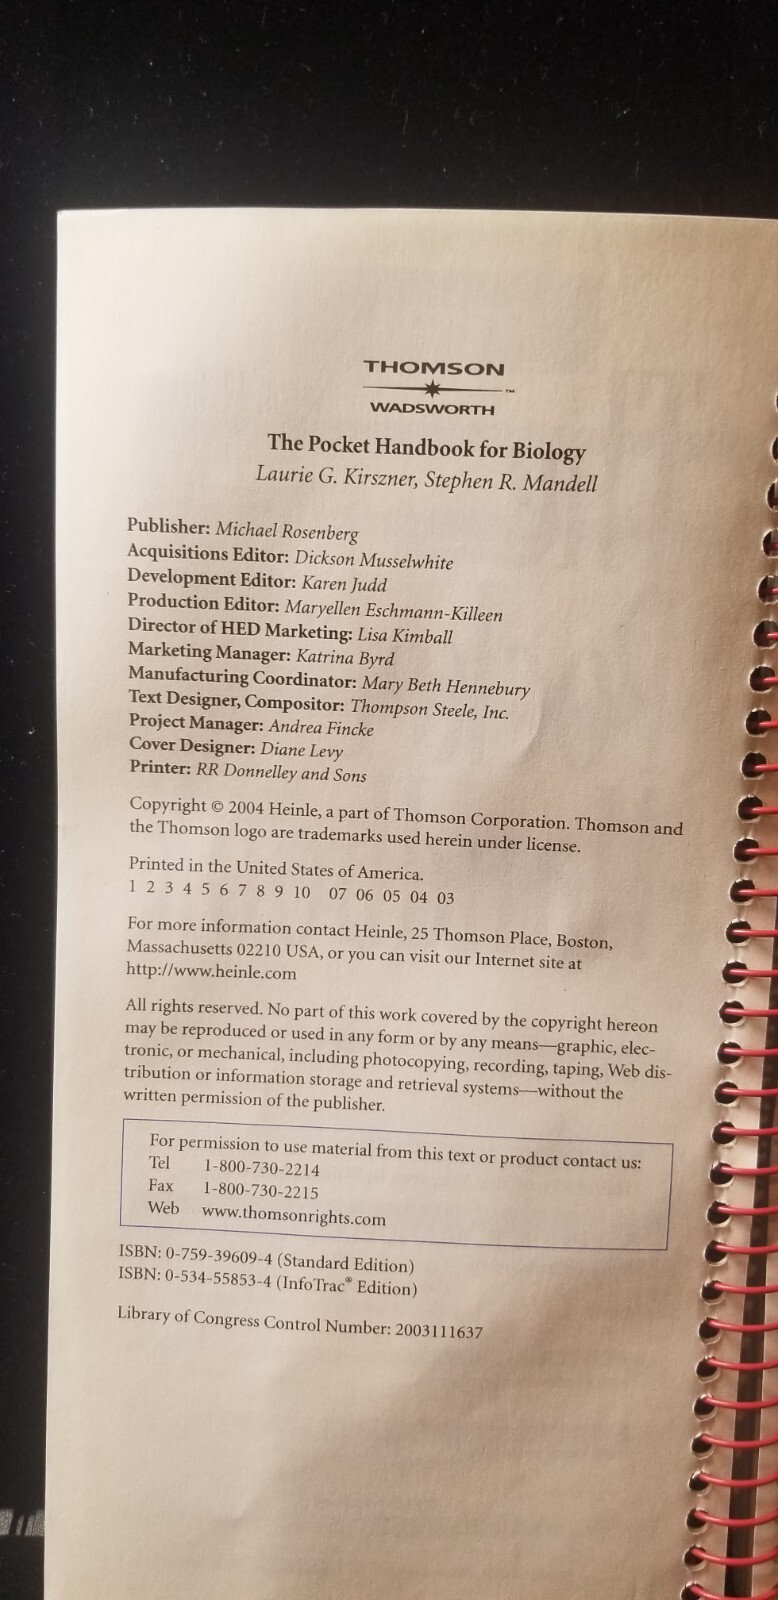 THOMSON
™
WADSWORTH
The Pocket Handbook for Biology
Laurie G. Kirszner, Stephen R. Mandell
Publisher: Michael Rosenberg
Acquisitions Editor: Dickson Musselwhite
Development Editor: Karen Judd
Production Editor: Maryellen Eschmann-Killeen
Director of HED Marketing: Lisa Kimball
Marketing Manager: Katrina Byrd
Manufacturing Coordinator: Mary Beth Hennebury
Text Designer, Compositor: Thompson Steele, Inc.
Project Manager: Andrea Fincke
Cover Designer: Diane Levy
Printer: RR Donnelley and Sons
Copyright © 2004 Heinle, a part of Thomson Corporation. Thomson and
the Thomson logo are trademarks used herein under license.
Printed in the United States of America.
1 2 3 4 5 6 7 8 9 10 07 06 05 04 03
For more information contact Heinle, 25 Thomson Place, Boston,
Massachusetts 02210 USA, or you can visit our Internet site at
http://www.heinle.com
All rights reserved. No part of this work covered by the copyright hereon
may be reproduced or used in any form or by any means—graphic, elec-
tronic, or mechanical, including photocopying, recording, taping, Web dis-
tribution or information storage and retrieval systems—without the
written permission of the publisher.
For permission to use material from this text or product contact us:
Tel 1-800-730-2214
Fax 1-800-730-2215
Web www.thomsonrights.com
ISBN: 0-759-39609-4 (Standard Edition)
ISBN: 0-534-55853-4 (InfoTrac® Edition)
Library of Congress Control Number: 2003111637